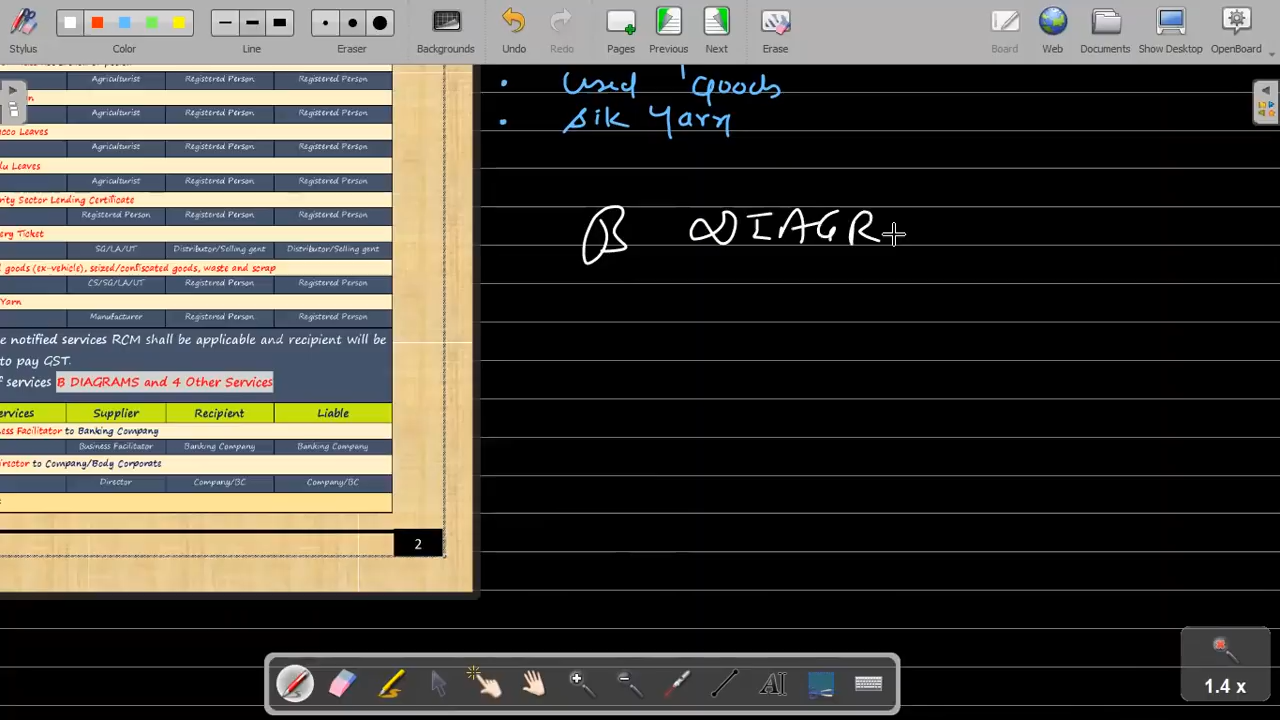 Stylus Color Line Eraser Backgrounds Undo Redo Pages Previous Next Erase Board Web Documents Show Desktop OpenBoard
Agriculturist Registered Person Registered Person
Agriculturist Registered Person Registered Person
cco Leaves
Agriculturist Registered Person Registered Person
du Leaves
Agriculturist Registered Person Registered Person
rity Sector Lending Certificate
Registered Person Registered Person Registered Person
ery Ticket
SG/LA/UT Distributor/Selling gent Distributor/Selling gent
d goods (ex-vehicle), seized/confiscated goods, waste and scrap
CS/SG/LA/UT Registered Person Registered Person
Yarn
Manufacturer Registered Person Registered Person
e notified services RCM shall be applicable and recipient will be
to pay GST.
f services B DIAGRAMS and 4 Other Services
ervices Supplier Recipient Liable
ess Facilitator to Banking Company
Business Facilitator Banking Company Banking Company
irector to Company/Body Corporate
Director Company/BC Company/BC
2
• Used goods
• Sik Yarn
B DIAGR
1.4 x